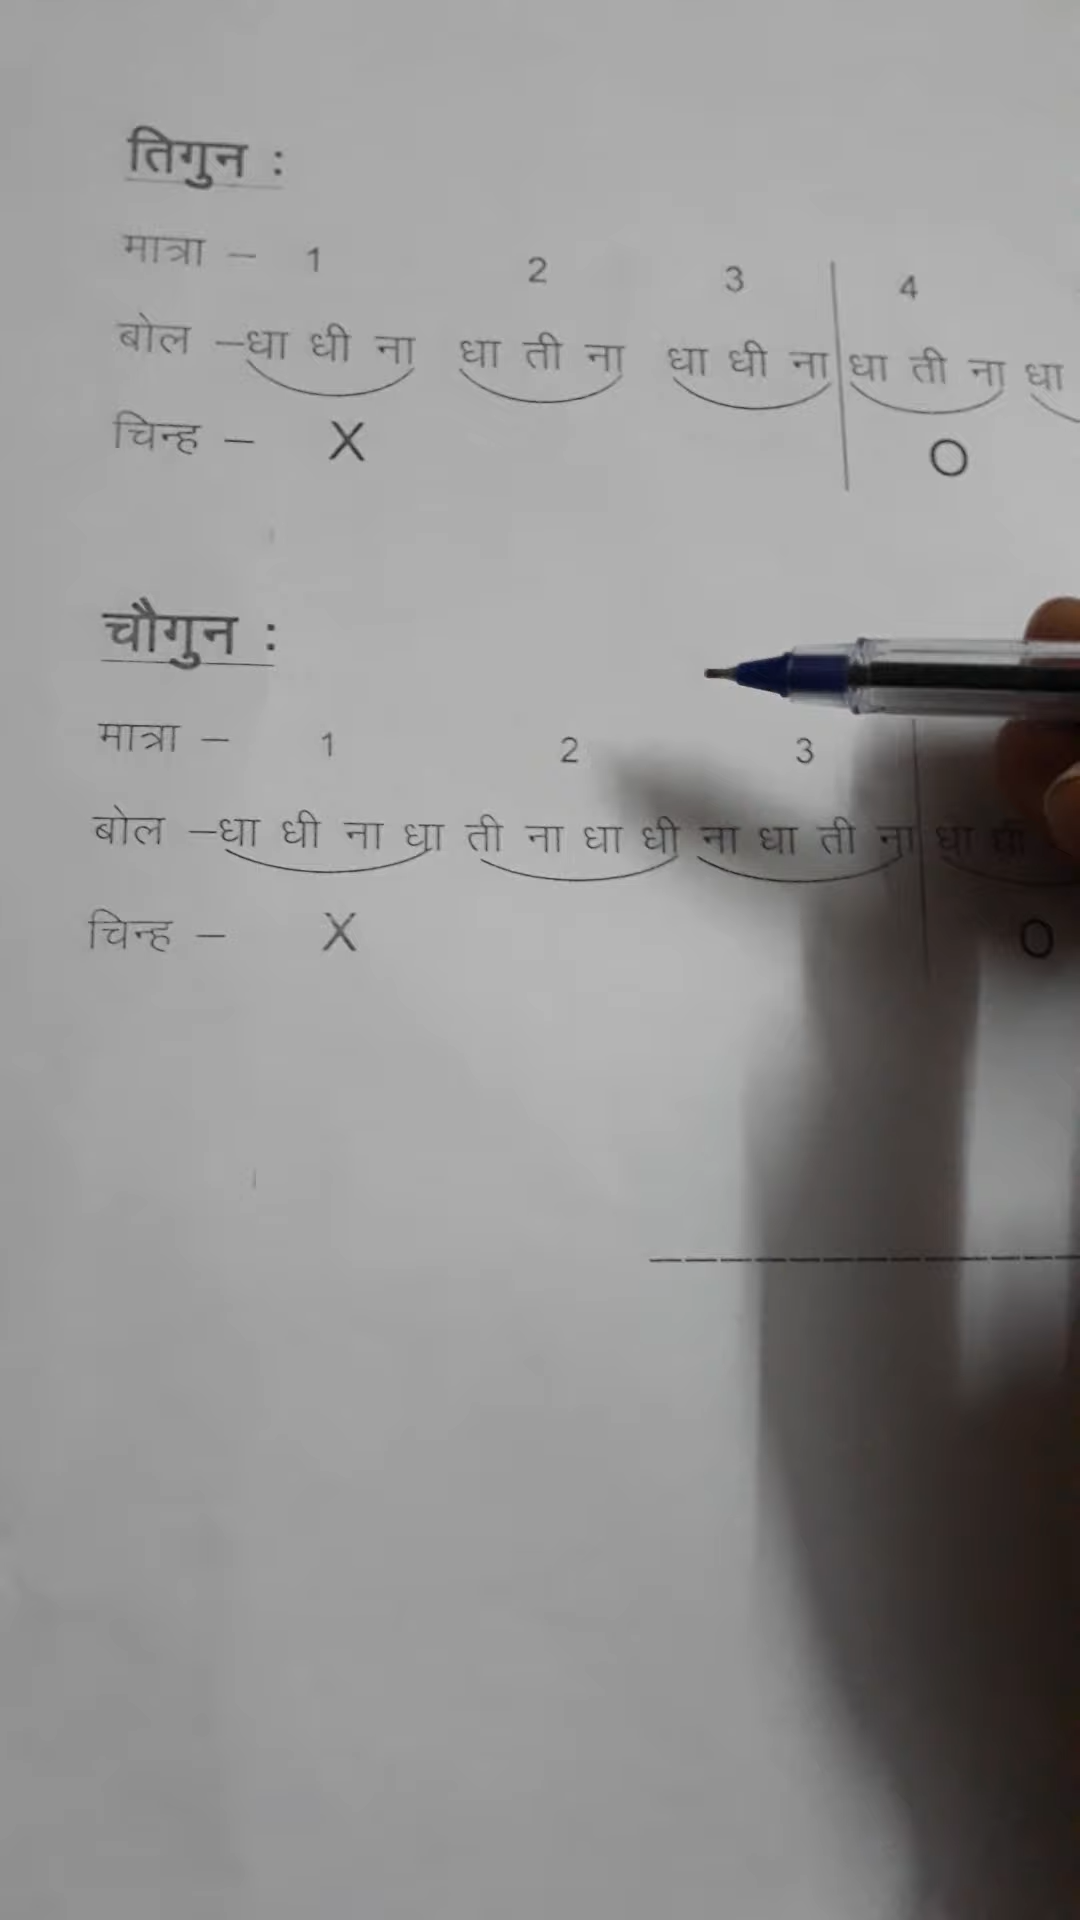 तिगुन :
मात्रा – 1 2 3 4
बोल –धा धी ना धा ती ना धा धी ना धा ती ना धा
चिन्ह – X O
चौगुन :
मात्रा – 1 2 3
बोल –धा धी ना धा ती ना धा धी ना धा ती ना धा धी
चिन्ह – X O